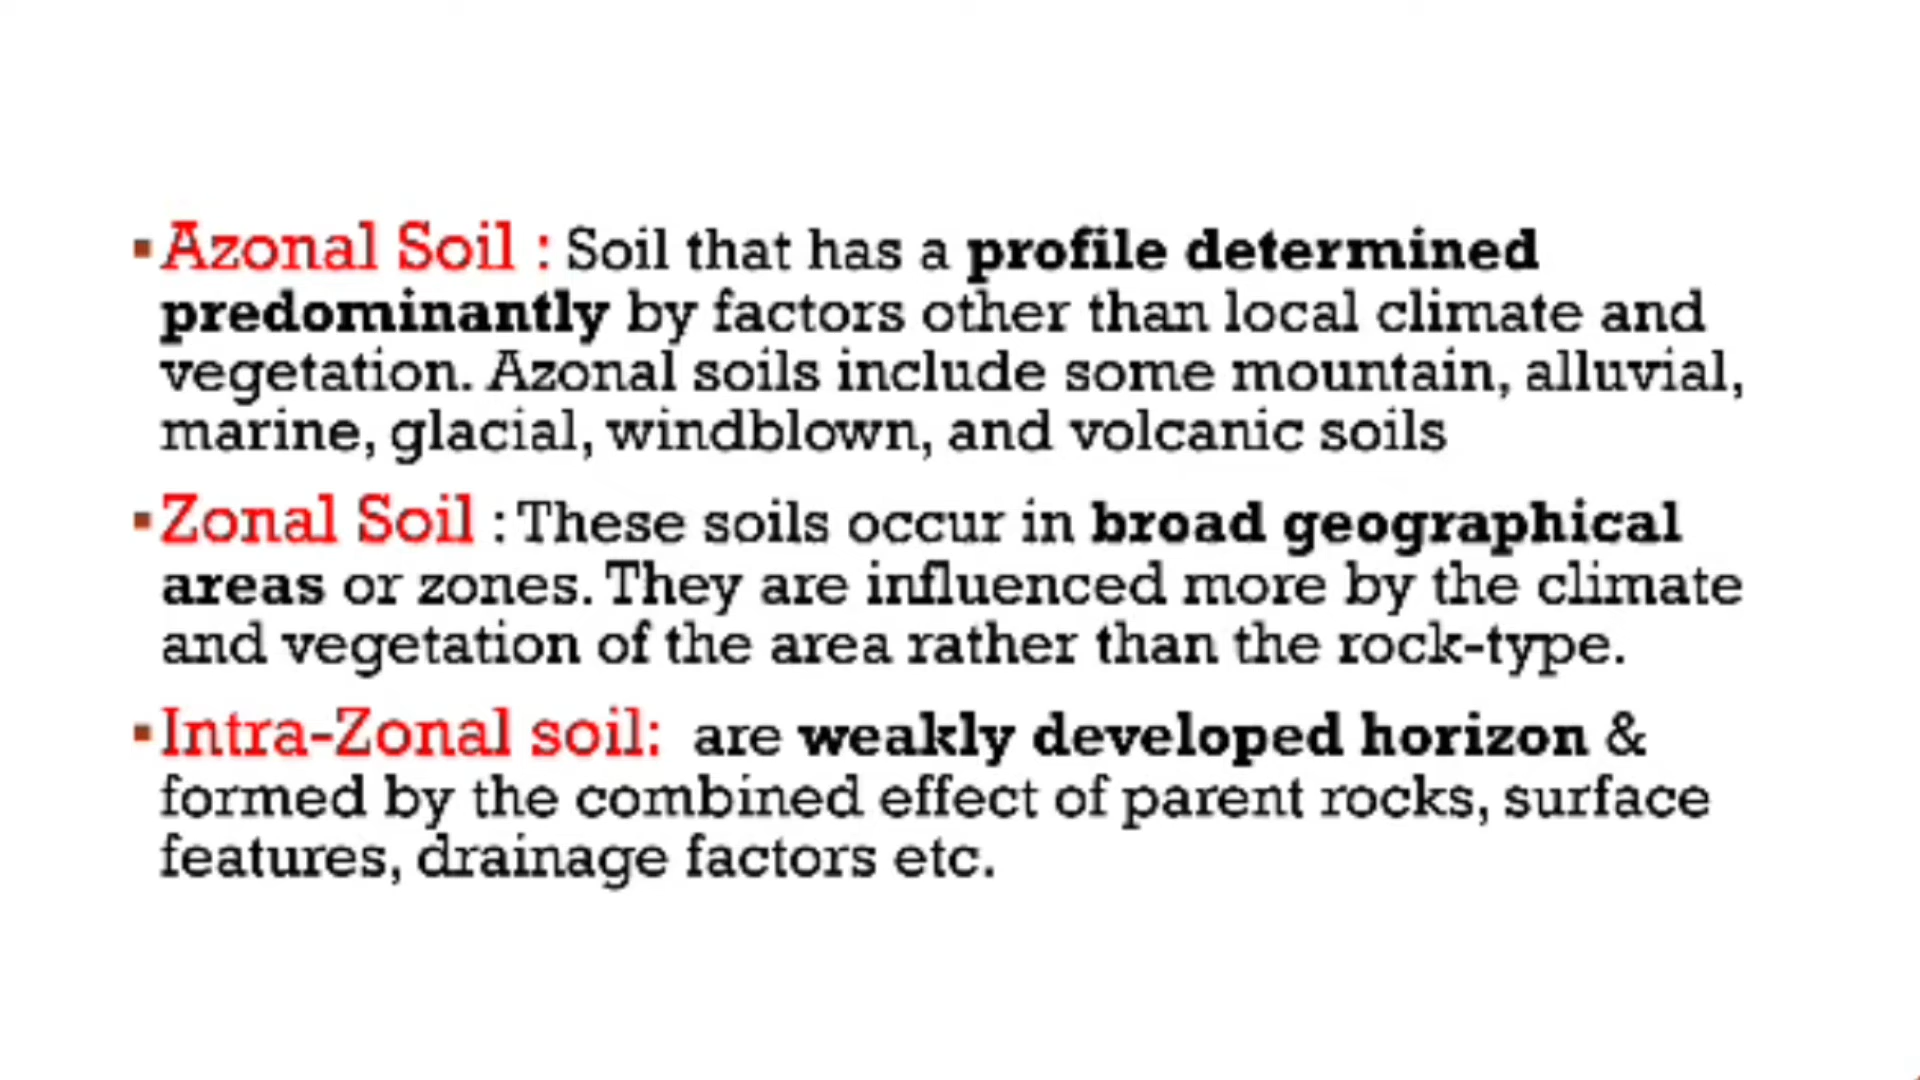 ▪Azonal Soil : Soil that has a profile determined
predominantly by factors other than local climate and
vegetation. Azonal soils include some mountain, alluvial,
marine, glacial, windblown, and volcanic soils
▪Zonal Soil : These soils occur in broad geographical
areas or zones. They are influenced more by the climate
and vegetation of the area rather than the rock-type.
▪Intra-Zonal soil: are weakly developed horizon &
formed by the combined effect of parent rocks, surface
features, drainage factors etc.